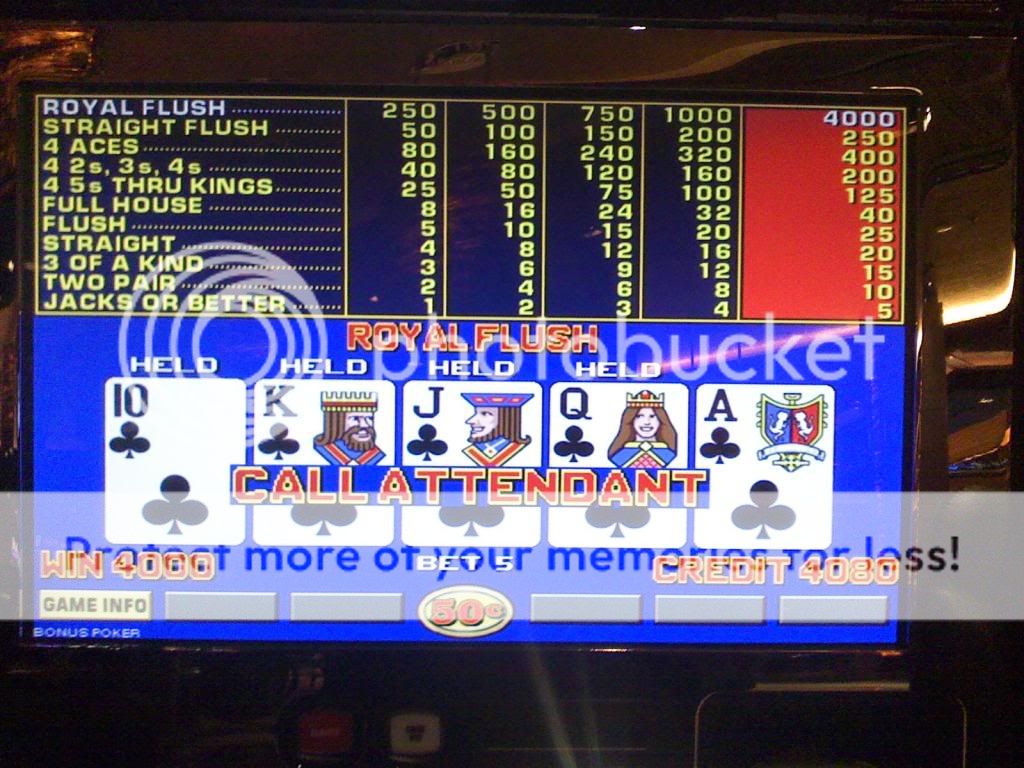 ROYAL FLUSH 250 500 750 1000 4000
STRAIGHT FLUSH 50 100 150 200 250
4 ACES 80 160 240 320 400
4 2s, 3s, 4s 40 80 120 160 200
4 5s THRU KINGS 25 50 75 100 125
FULL HOUSE 8 16 24 32 40
FLUSH 5 10 15 20 25
STRAIGHT 4 8 12 16 20
3 OF A KIND 3 6 9 12 15
TWO PAIR 2 4 6 8 10
JACKS OR BETTER 1 2 3 4 5
ROYAL FLUSH
photobucket
HELD HELD HELD HELD
10 K J Q A
CALL ATTENDANT
Protect more of your memories for less!
WIN 4000 BET 5 CREDIT 4080
GAME INFO 50¢
BONUS POKER